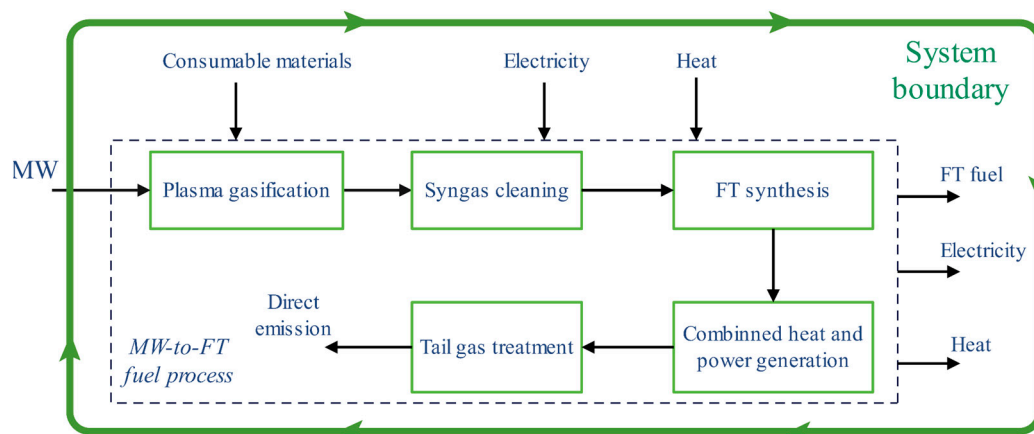 Consumable materials
Electricity
Heat
System
boundary
MW
Plasma gasification
Syngas cleaning
FT synthesis
FT fuel
Electricity
Direct
emission
MW-to-FT
fuel process
Tail gas treatment
Combinned heat and
power generation
Heat